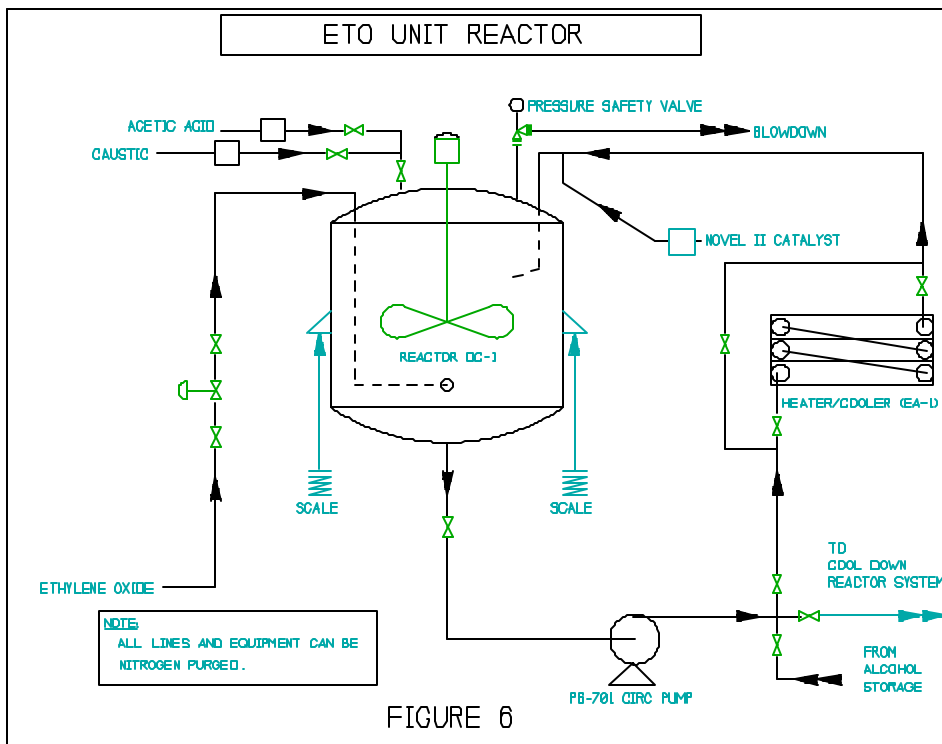 ETO UNIT REACTOR
PRESSURE SAFETY VALVE
ACETIC ACID
BLOWDOWN
CAUSTIC
NOVEL II CATALYST
REACTOR DC-1
HEATER/COOLER (EA-1)
SCALE
SCALE
TO
COOL DOWN
REACTOR SYSTEM
ETHYLENE OXIDE
NOTE:
ALL LINES AND EQUIPMENT CAN BE
NITROGEN PURGED.
FROM
ALCOHOL
STORAGE
PB-701 CIRC PUMP
FIGURE 6